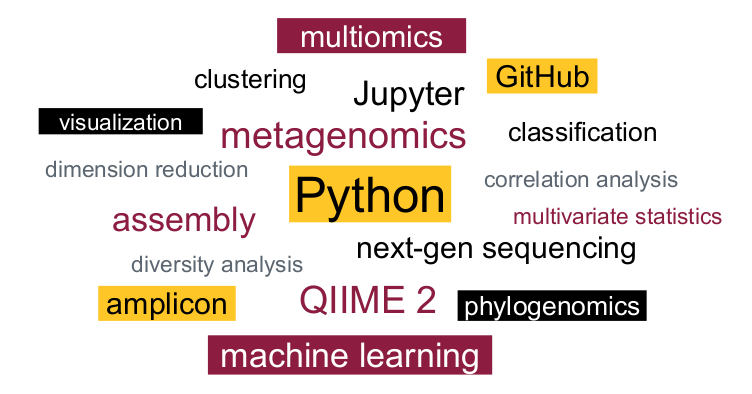 multiomics
clustering
Jupyter
GitHub
visualization
metagenomics
classification
dimension reduction
Python
correlation analysis
assembly
multivariate statistics
next-gen sequencing
diversity analysis
amplicon
QIIME 2
phylogenomics
machine learning